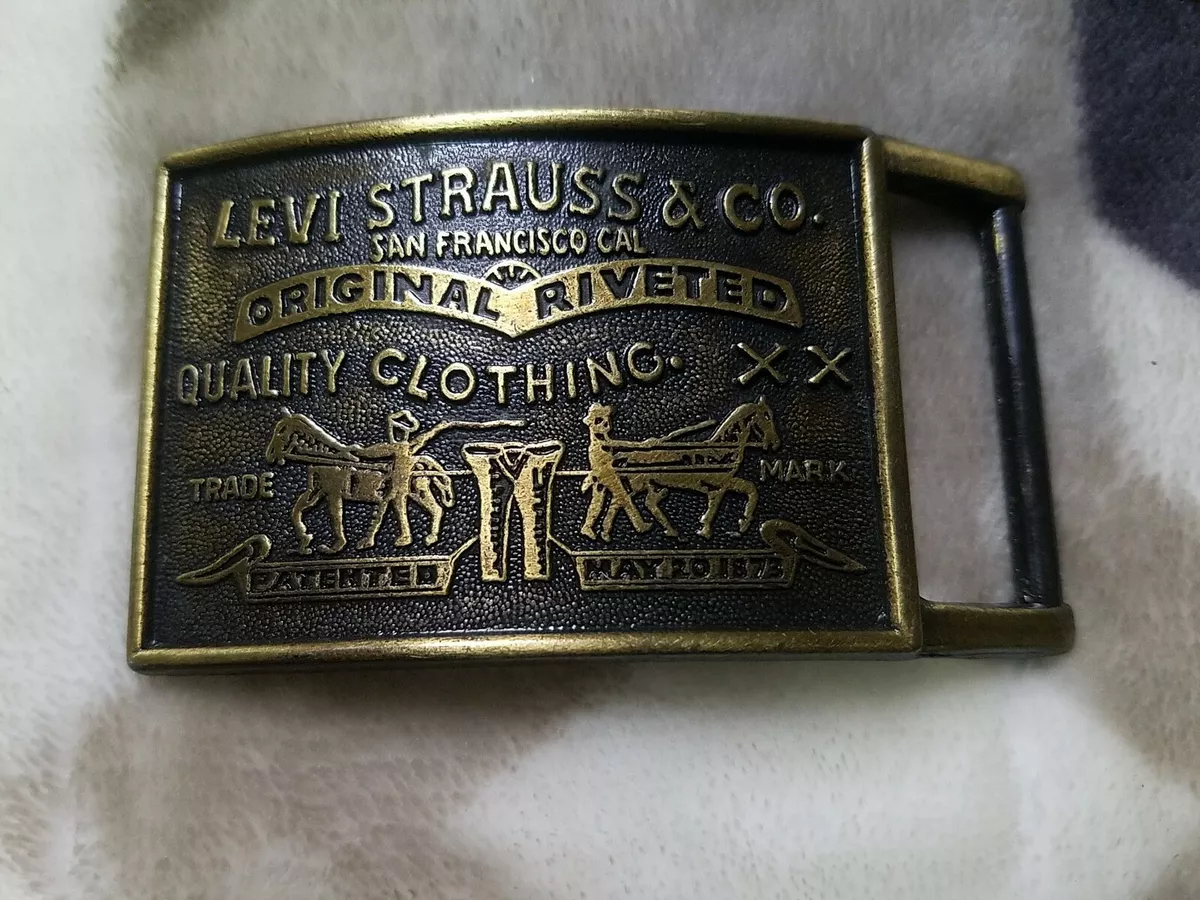 LEVI STRAUSS & CO.
SAN FRANCISCO CAL
ORIGINAL RIVETED
QUALITY CLOTHING. XX
TRADE MARK
PATENTED MAY 20 1873